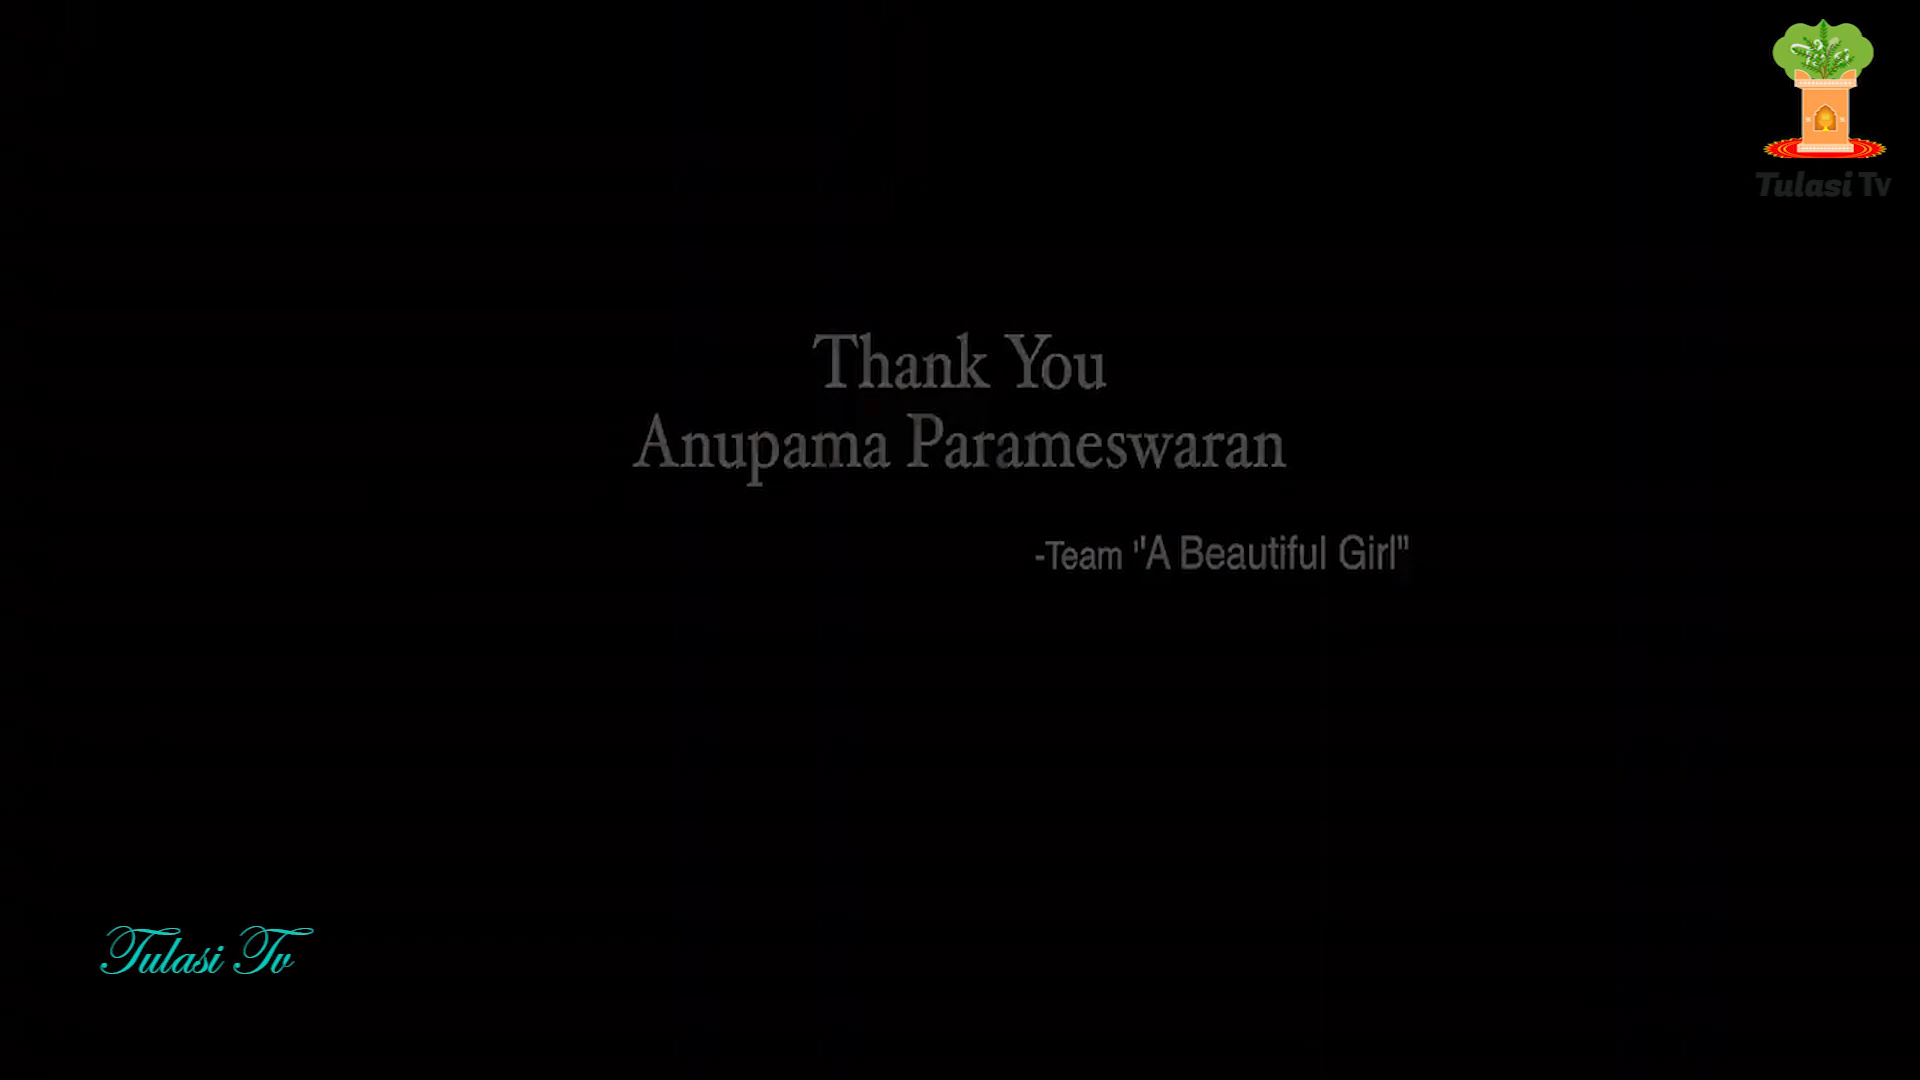 Tulasi Tv
Thank You
Anupama Parameswaran
-Team "A Beautiful Girl"
Tulasi Tv